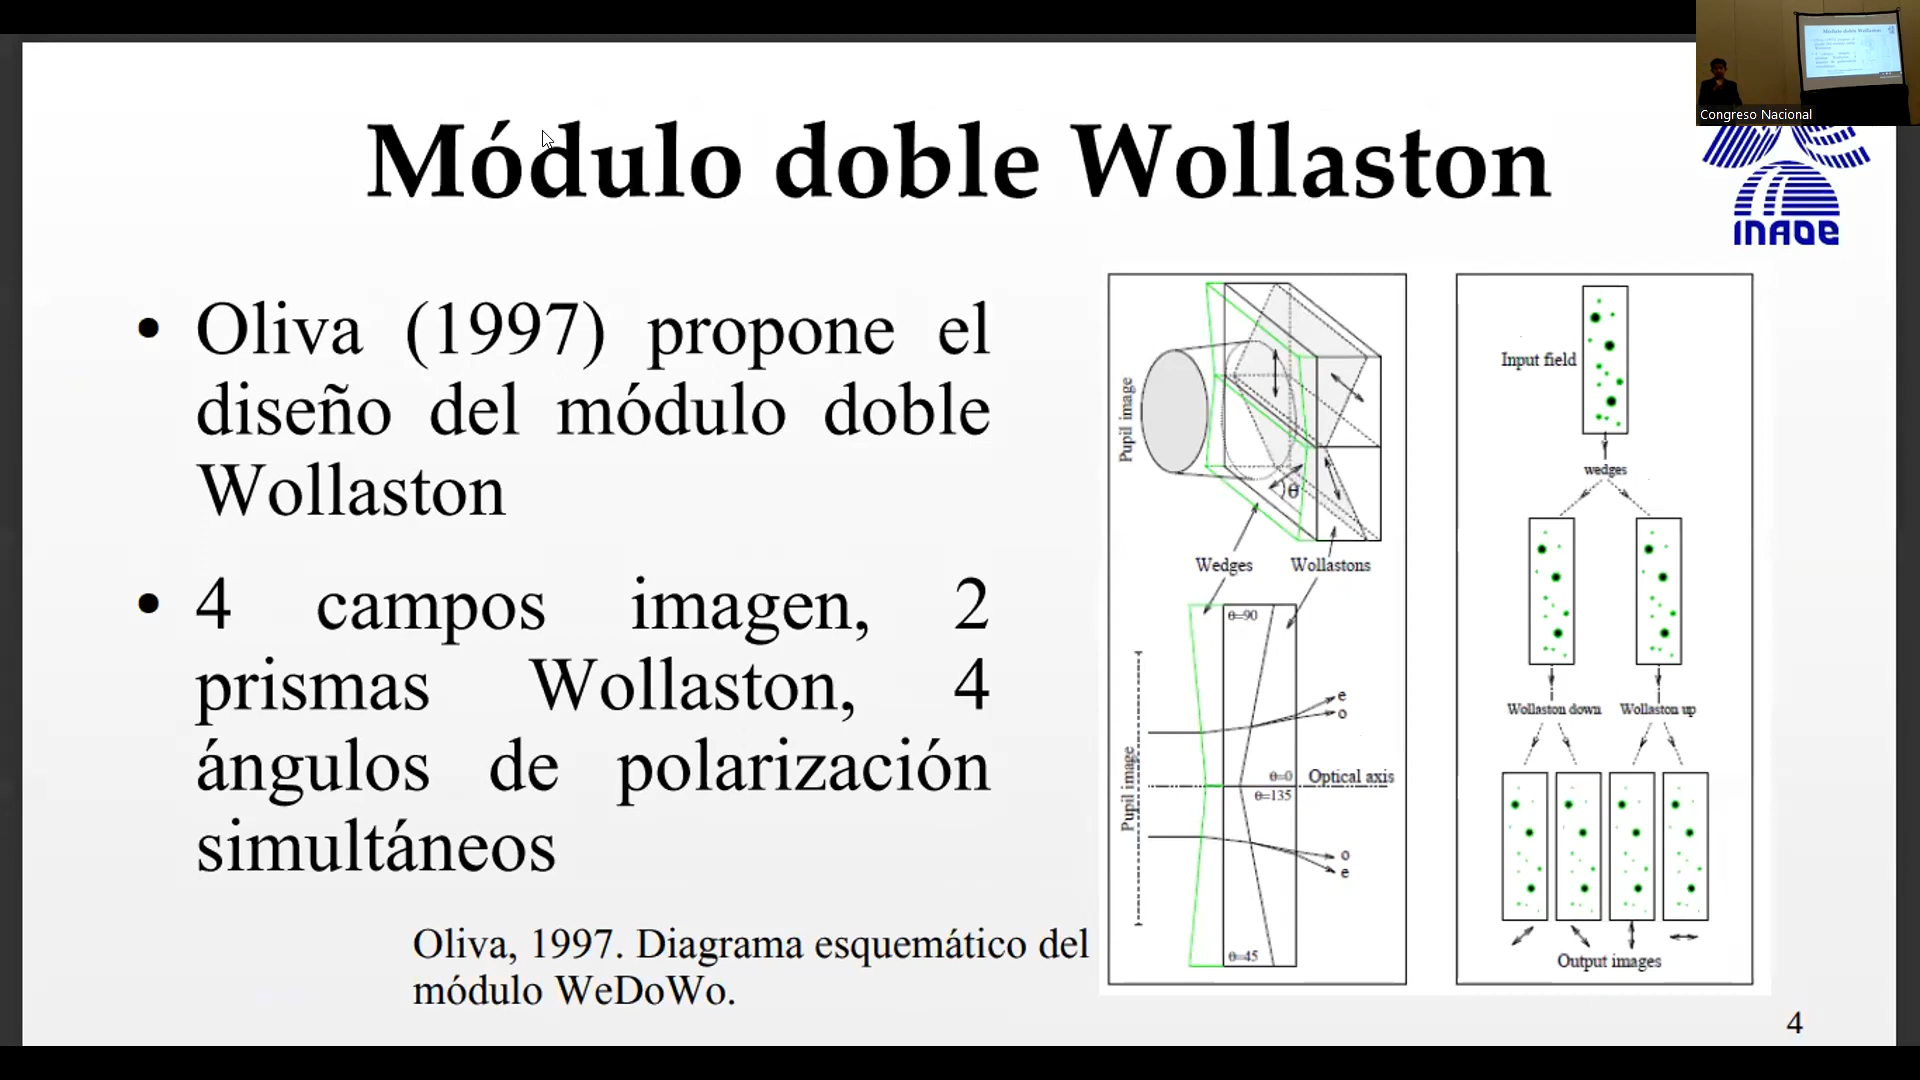 Congreso Nacional
Módulo doble Wollaston
INAOE
• Oliva (1997) propone el
diseño del módulo doble
Wollaston
• 4 campos imagen, 2
prismas Wollaston, 4
ángulos de polarización
simultáneos
Oliva, 1997. Diagrama esquemático del
módulo WeDoWo.
Pupil image
θ
Wedges
Wollastons
θ=90
e
o
θ=0
Optical axis
θ=135
Pupil image
o
e
θ=45
Input field
wedges
Wollaston down
Wollaston up
Output images
4